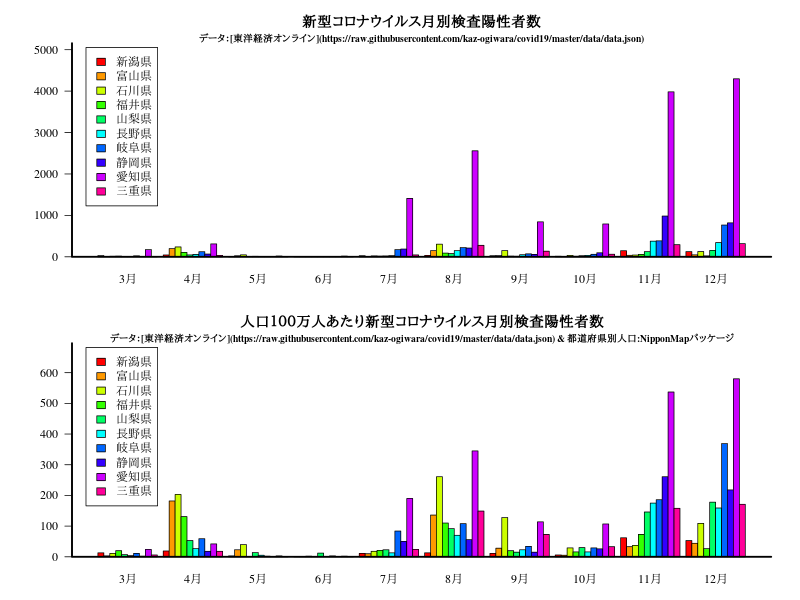 新型コロナウイルス月別検査陽性者数
データ：[東洋経済オンライン](https://raw.githubusercontent.com/kaz-ogiwara/covid19/master/data/data.json)
5000
4000
3000
2000
1000
0
新潟県
富山県
石川県
福井県
山梨県
長野県
岐阜県
静岡県
愛知県
三重県
3月 4月 5月 6月 7月 8月 9月 10月 11月 12月
人口100万人あたり新型コロナウイルス月別検査陽性者数
データ：[東洋経済オンライン](https://raw.githubusercontent.com/kaz-ogiwara/covid19/master/data/data.json) & 都道府県別人口:NipponMapパッケージ
600
500
400
300
200
100
0
新潟県
富山県
石川県
福井県
山梨県
長野県
岐阜県
静岡県
愛知県
三重県
3月 4月 5月 6月 7月 8月 9月 10月 11月 12月